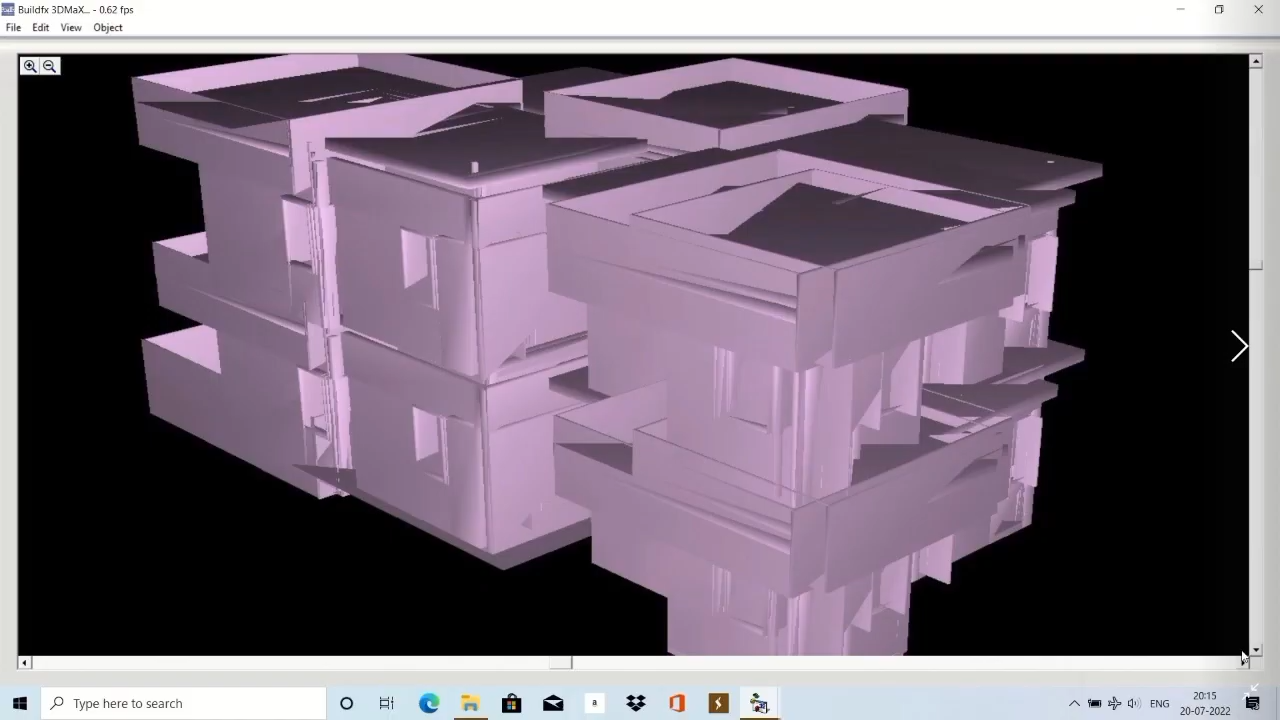 Buildfx 3DMaX... - 0.62 fps
File Edit View Object
Type here to search
a
ENG
20:15
20-07-2022